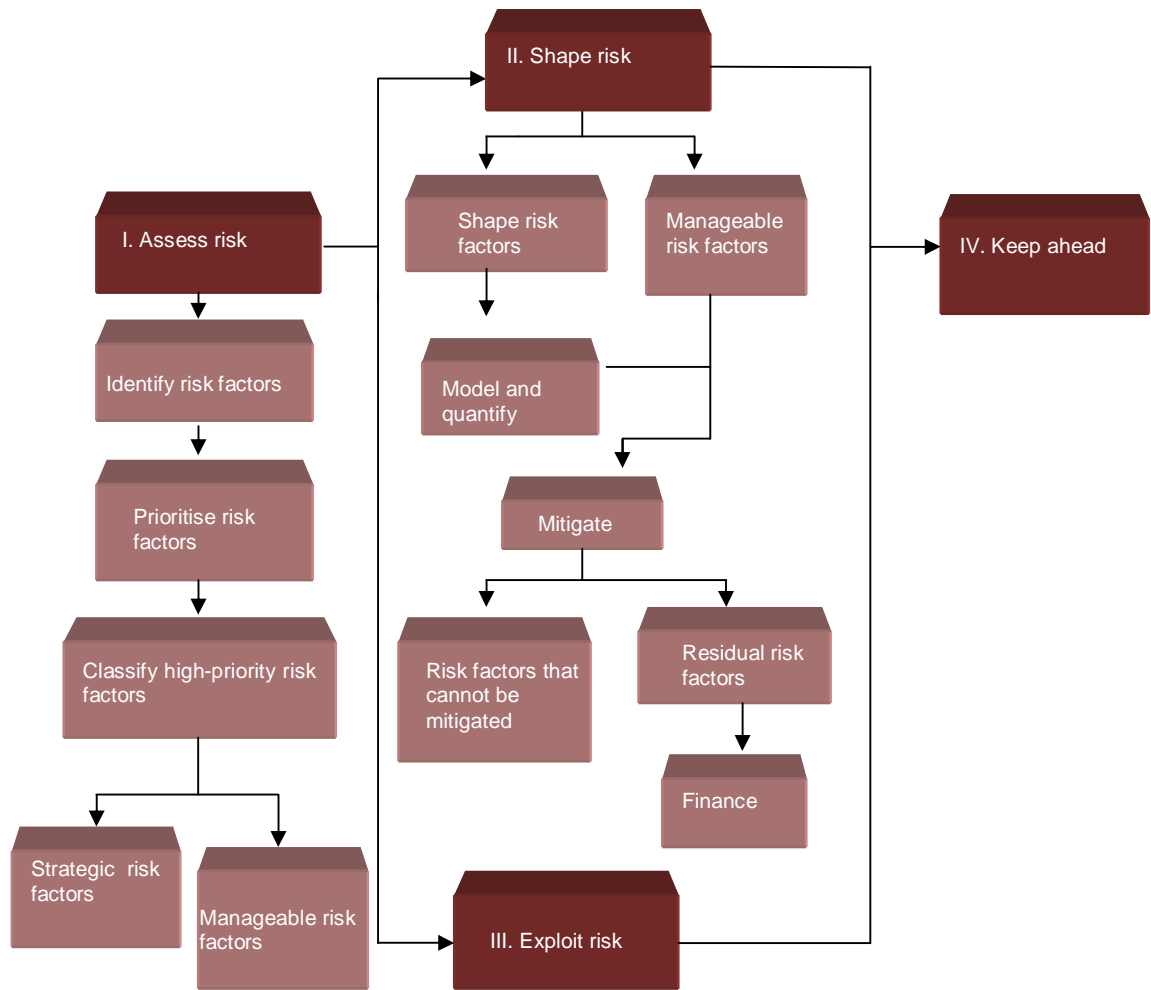 II. Shape risk
I. Assess risk
Shape risk
factors
Manageable
risk factors
IV. Keep ahead
Identify risk factors
Model and
quantify
Prioritise risk
factors
Mitigate
Classify high-priority risk
factors
Risk factors that
cannot be
mitigated
Residual risk
factors
Finance
Strategic risk
factors
Manageable risk
factors
III. Exploit risk